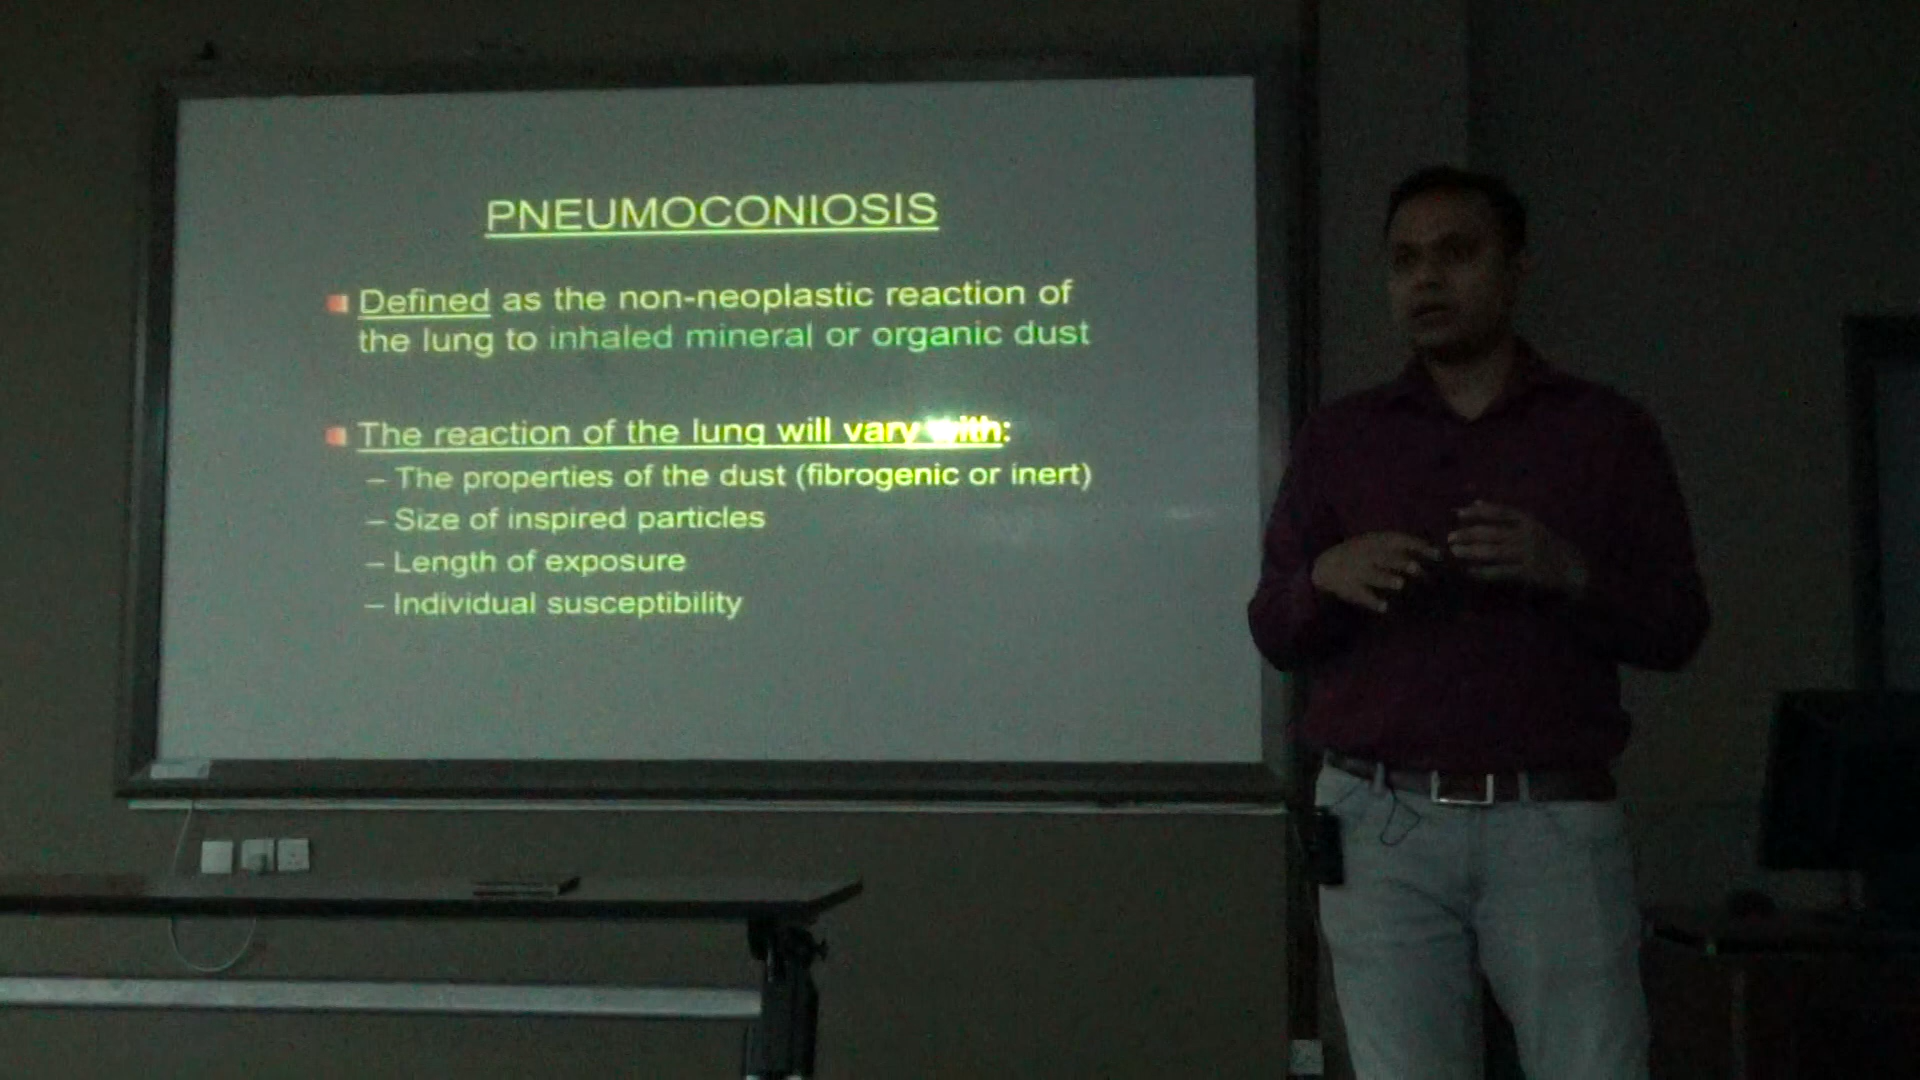 PNEUMOCONIOSIS
Defined as the non-neoplastic reaction of
the lung to inhaled mineral or organic dust
The reaction of the lung will vary with:
– The properties of the dust (fibrogenic or inert)
– Size of inspired particles
– Length of exposure
– Individual susceptibility